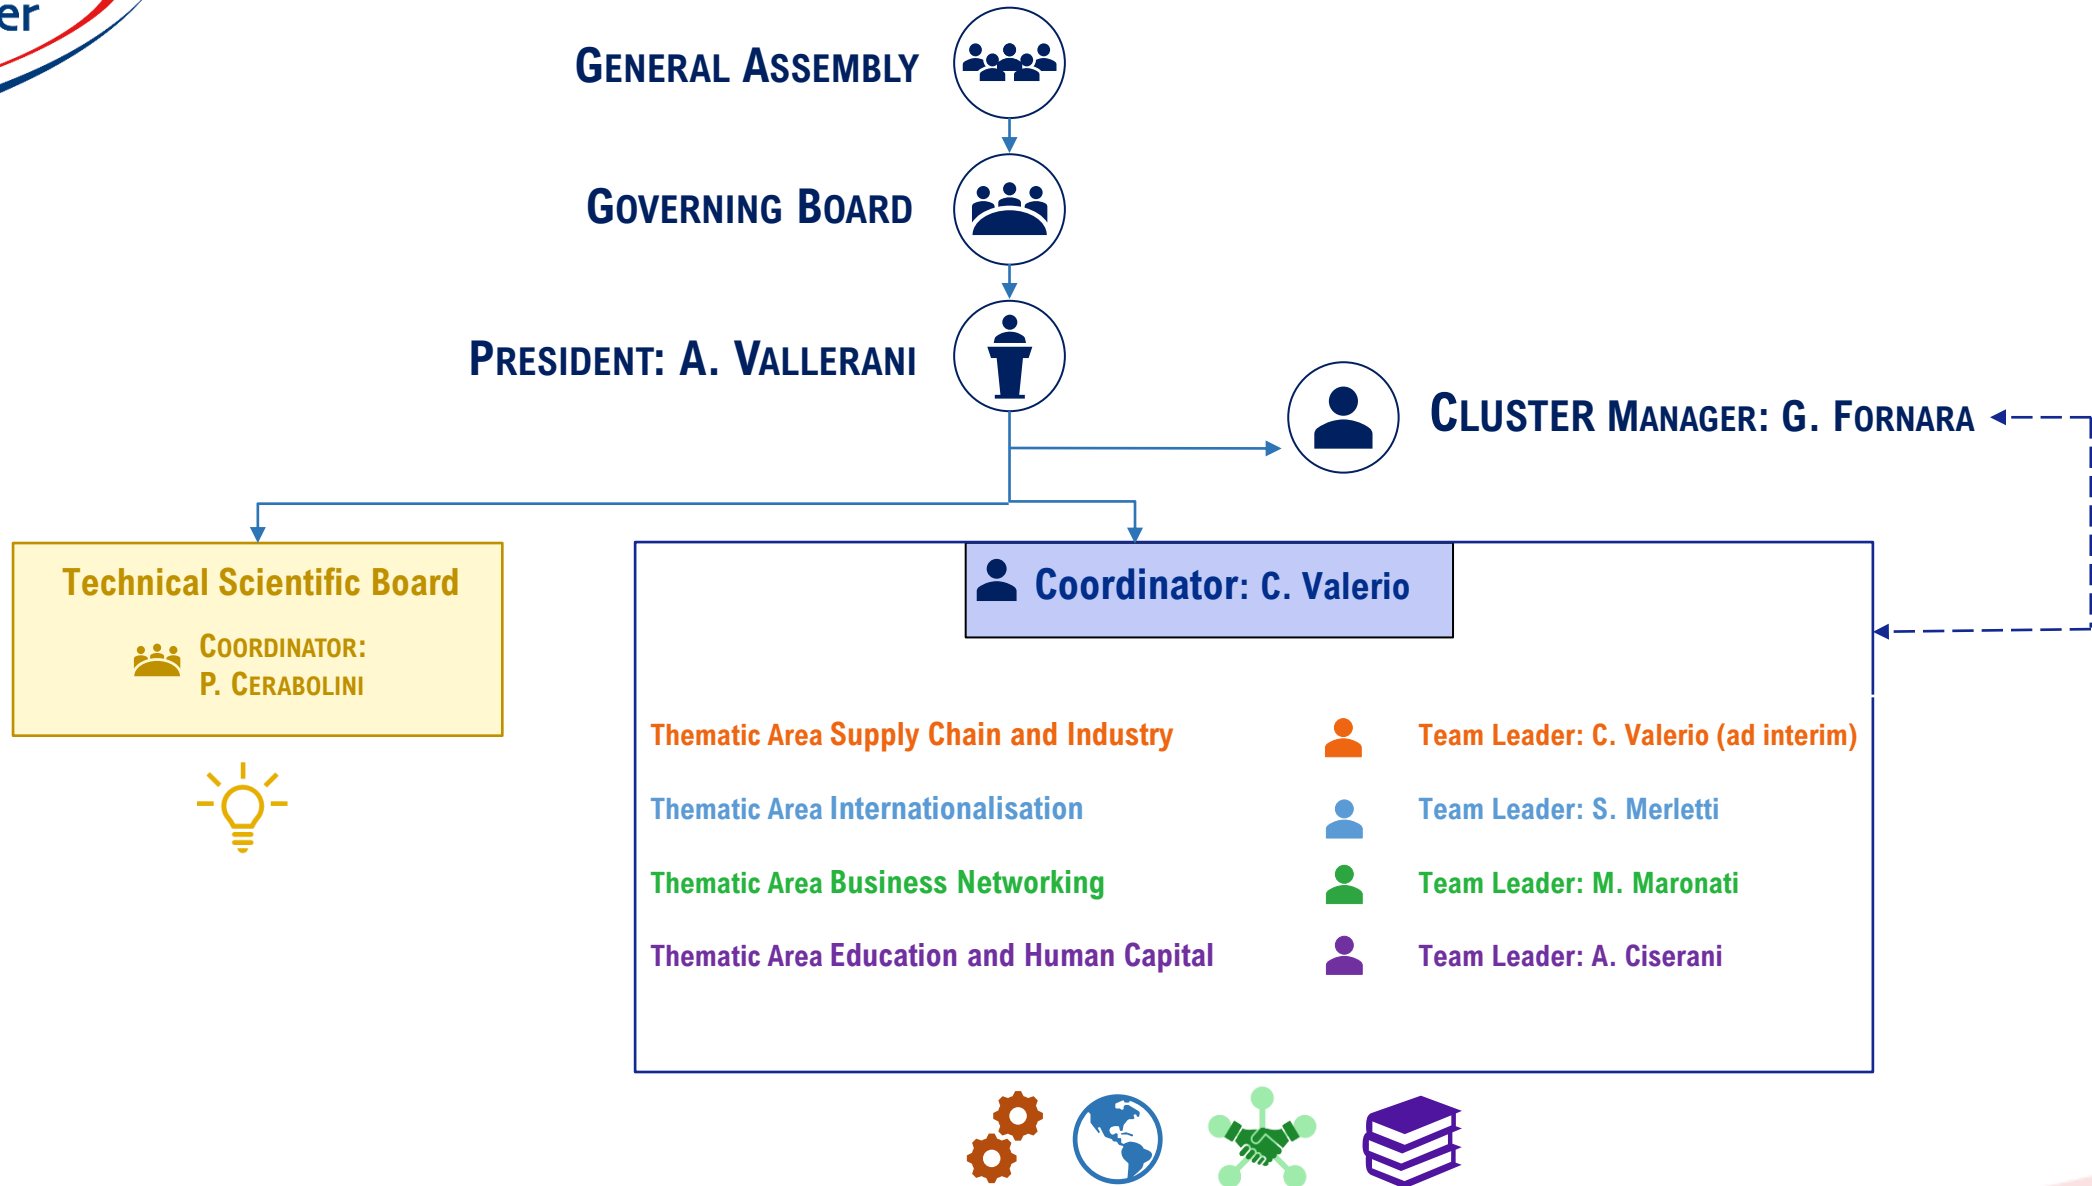 er
GENERAL ASSEMBLY
GOVERNING BOARD
PRESIDENT: A. VALLERANI
CLUSTER MANAGER: G. FORNARA
Technical Scientific Board
COORDINATOR:
P. CERABOLINI
Coordinator: C. Valerio
Thematic Area Supply Chain and Industry
Team Leader: C. Valerio (ad interim)
Thematic Area Internationalisation
Team Leader: S. Merletti
Thematic Area Business Networking
Team Leader: M. Maronati
Thematic Area Education and Human Capital
Team Leader: A. Ciserani